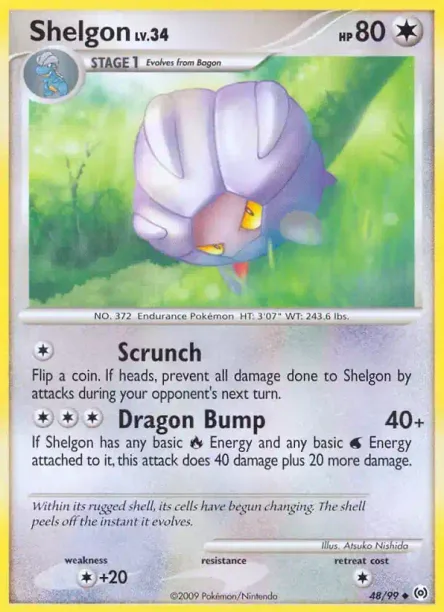 Shelgon LV.34 HP 80
STAGE 1 Evolves from Bagon
NO. 372 Endurance Pokémon HT: 3'07" WT: 243.6 lbs.
Scrunch
Flip a coin. If heads, prevent all damage done to Shelgon by
attacks during your opponent's next turn.
Dragon Bump 40+
If Shelgon has any basic Energy and any basic Energy
attached to it, this attack does 40 damage plus 20 more damage.
Within its rugged shell, its cells have begun changing. The shell
peels off the instant it evolves.
Illus. Atsuko Nishida
weakness resistance retreat cost
+20
©2009 Pokémon/Nintendo 48/99